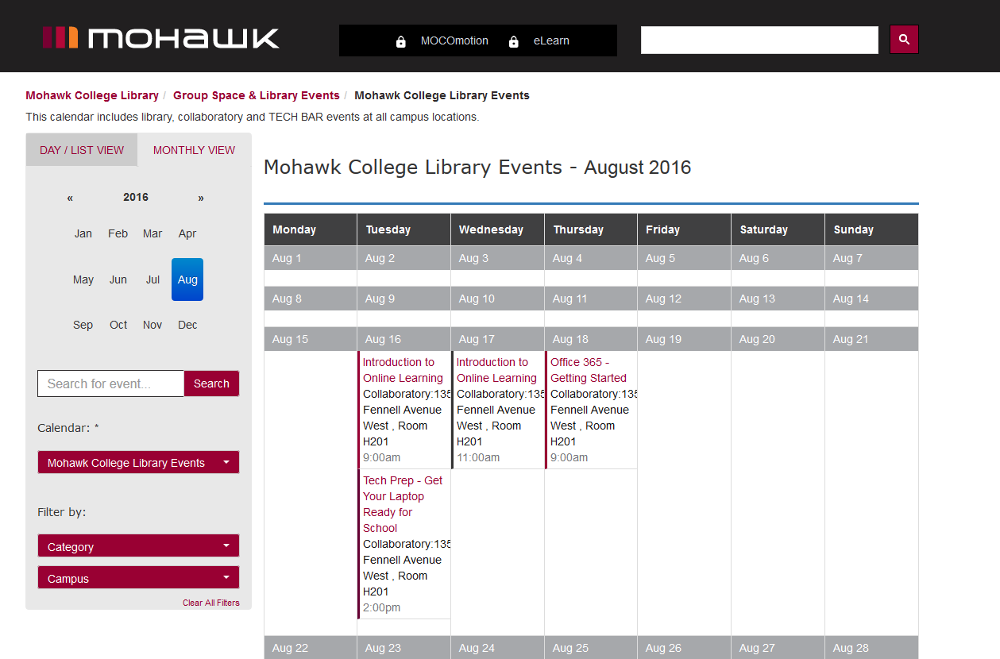 mohawk
MOCOmotion eLearn
Mohawk College Library / Group Space & Library Events / Mohawk College Library Events
This calendar includes library, collaboratory and TECH BAR events at all campus locations.
DAY / LIST VIEW MONTHLY VIEW
« 2016 »
Jan Feb Mar Apr
May Jun Jul Aug
Sep Oct Nov Dec
Search for event... Search
Calendar: *
Mohawk College Library Events
Filter by:
Category
Campus
Clear All Filters
Mohawk College Library Events - August 2016
Monday Tuesday Wednesday Thursday Friday Saturday Sunday
Aug 1 Aug 2 Aug 3 Aug 4 Aug 5 Aug 6 Aug 7
Aug 8 Aug 9 Aug 10 Aug 11 Aug 12 Aug 13 Aug 14
Aug 15 Aug 16 Aug 17 Aug 18 Aug 19 Aug 20 Aug 21
Introduction to
Online Learning
Collaboratory:135
Fennell Avenue
West , Room
H201
9:00am
Tech Prep - Get
Your Laptop
Ready for
School
Collaboratory:135
Fennell Avenue
West , Room
H201
2:00pm
Introduction to
Online Learning
Collaboratory:135
Fennell Avenue
West , Room
H201
11:00am
Office 365 -
Getting Started
Collaboratory:135
Fennell Avenue
West , Room
H201
9:00am
Aug 22 Aug 23 Aug 24 Aug 25 Aug 26 Aug 27 Aug 28